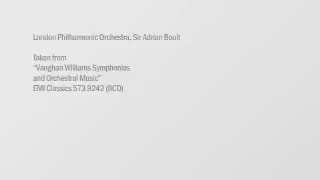 London Philharmonic Orchestra, Sir Adrian Boult
Taken from
"Vaughan Williams Symphonies
and Orchestral Music"
EMI Classics 573.9242 (8CD)